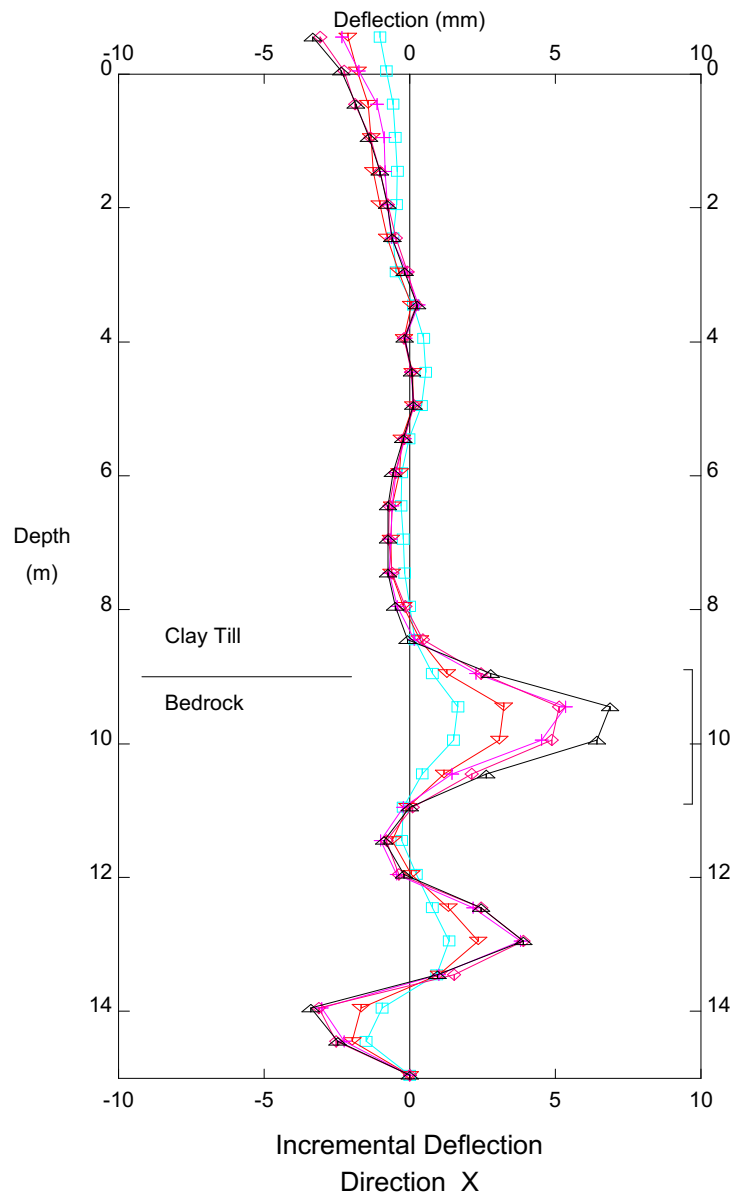 Deflection (mm)
-10 -5 0 5 10
0 0
2 2
4 4
6 6
Depth
(m)
8 8
Clay Till
Bedrock
10 10
12 12
14 14
-10 -5 0 5 10
Incremental Deflection
Direction X